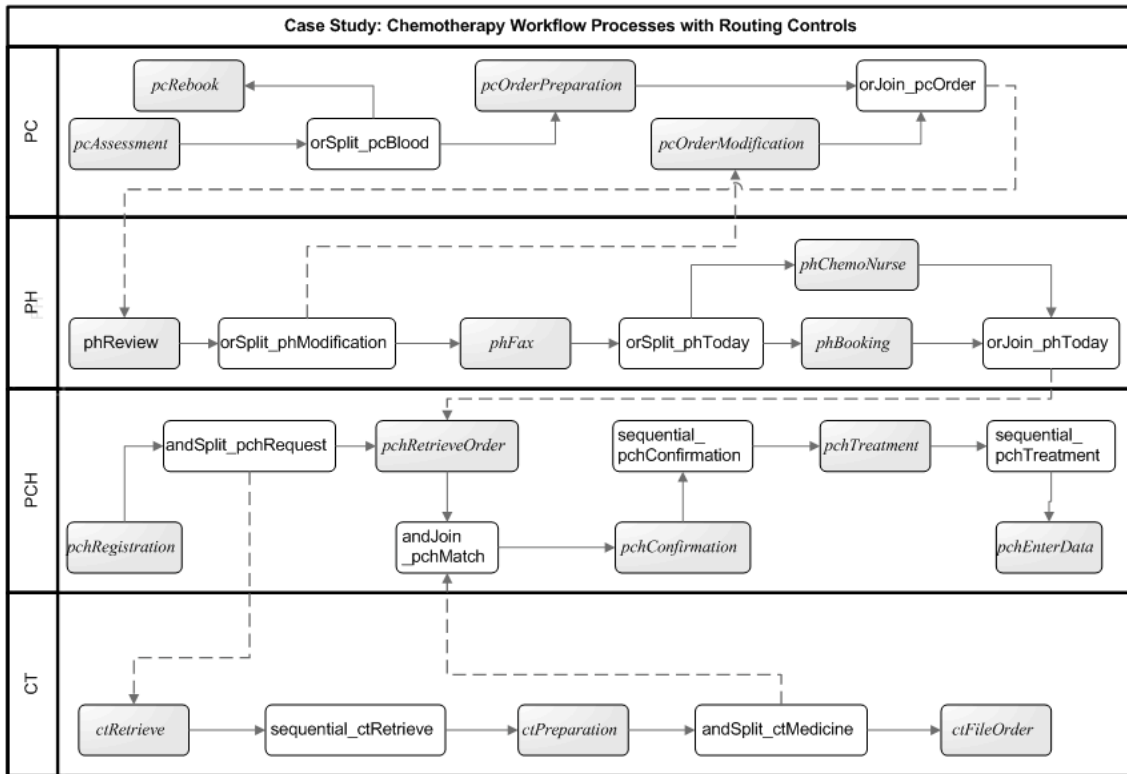 Case Study: Chemotherapy Workflow Processes with Routing Controls
PC
pcRebook
pcOrderPreparation
orJoin_pcOrder
pcAssessment
orSplit_pcBlood
pcOrderModification
PH
phChemoNurse
phReview
orSplit_phModification
phFax
orSplit_phToday
phBooking
orJoin_phToday
PCH
andSplit_pchRequest
pchRetrieveOrder
sequential_
pchConfirmation
pchTreatment
sequential_
pchTreatment
pchRegistration
andJoin
_pchMatch
pchConfirmation
pchEnterData
CT
ctRetrieve
sequential_ctRetrieve
ctPreparation
andSplit_ctMedicine
ctFileOrder